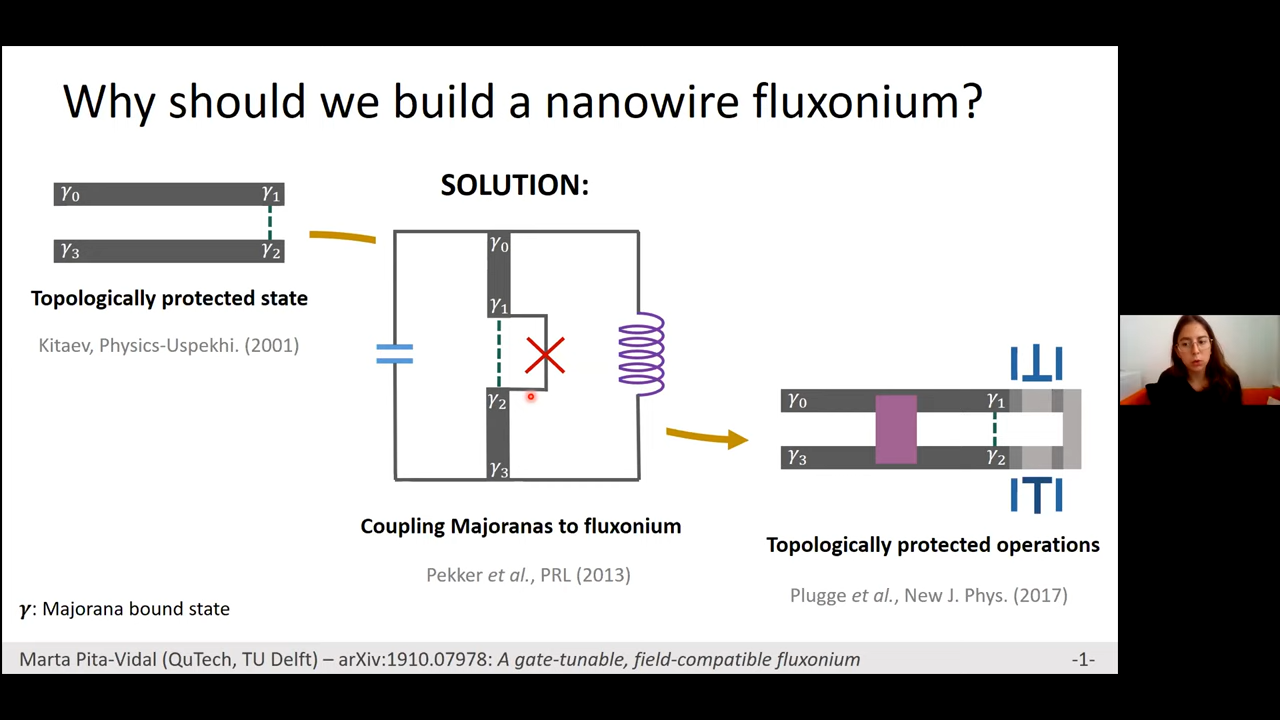 Why should we build a nanowire fluxonium?
γ₀ γ₁
γ₃ γ₂
Topologically protected state
Kitaev, Physics-Uspekhi. (2001)
SOLUTION:
γ₀
γ₁
γ₂
γ₃
Coupling Majoranas to fluxonium
Pekker et al., PRL (2013)
γ₀ γ₁
γ₃ γ₂
Topologically protected operations
Plugge et al., New J. Phys. (2017)
γ: Majorana bound state
Marta Pita-Vidal (QuTech, TU Delft) – arXiv:1910.07978: A gate-tunable, field-compatible fluxonium
-1-